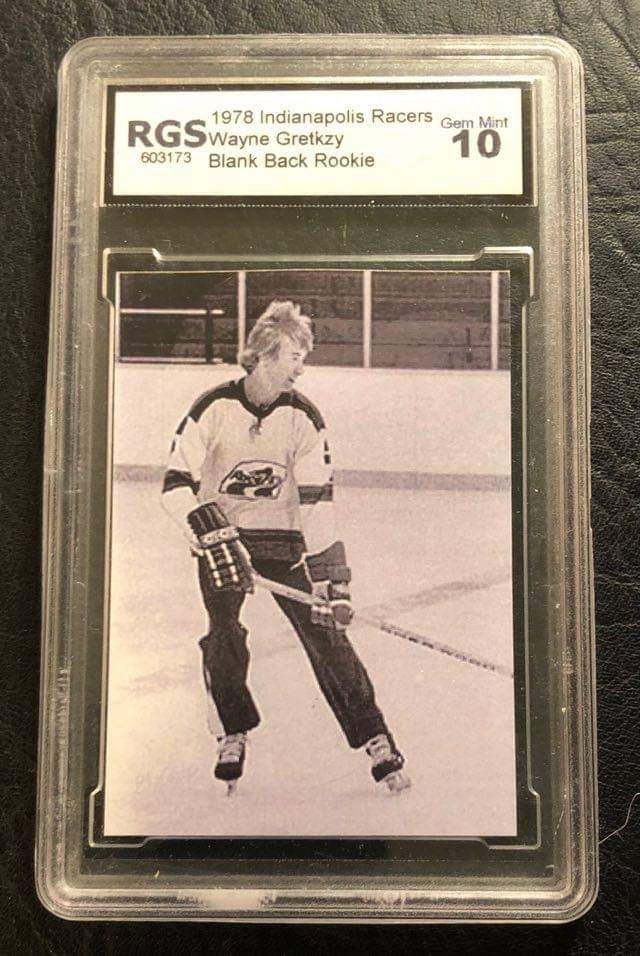 1978 Indianapolis Racers
RGS Wayne Gretkzy
603173 Blank Back Rookie
Gem Mint
10